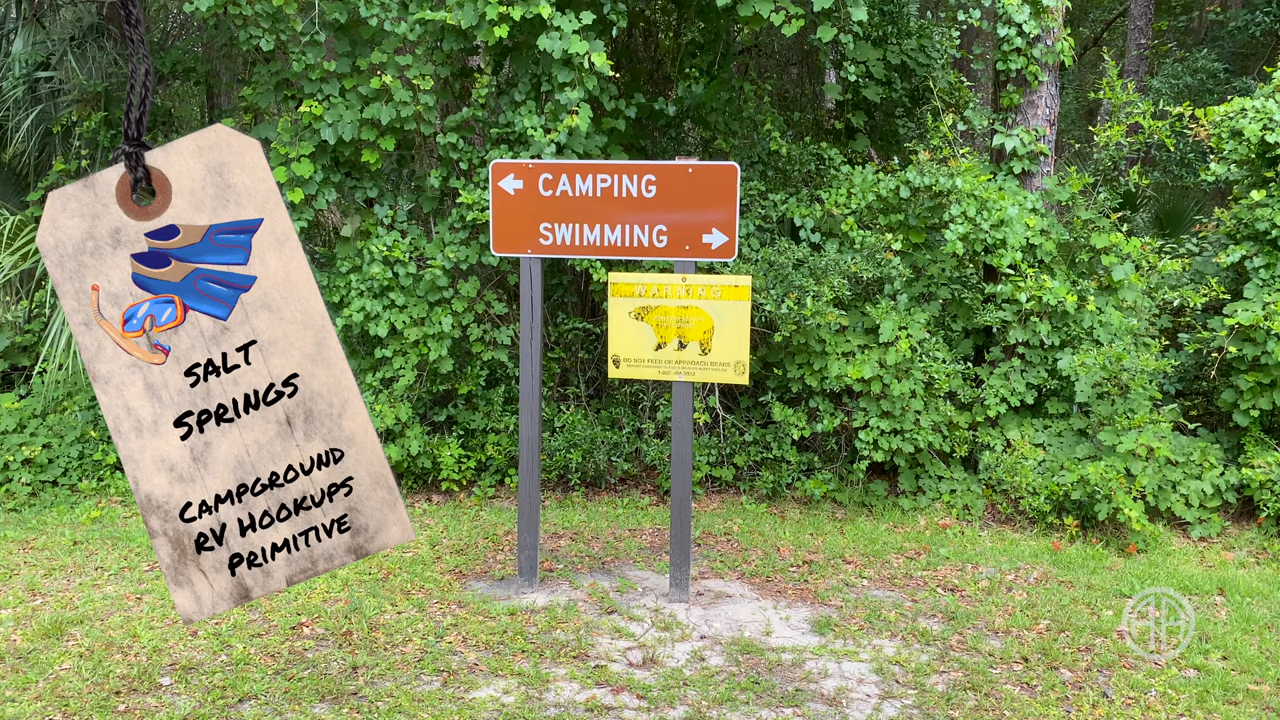 SALT
SPRINGS
CAMPGROUND
RV HOOKUPS
PRIMITIVE
CAMPING
SWIMMING
WARNING
DO NOT FEED OR APPROACH BEARS